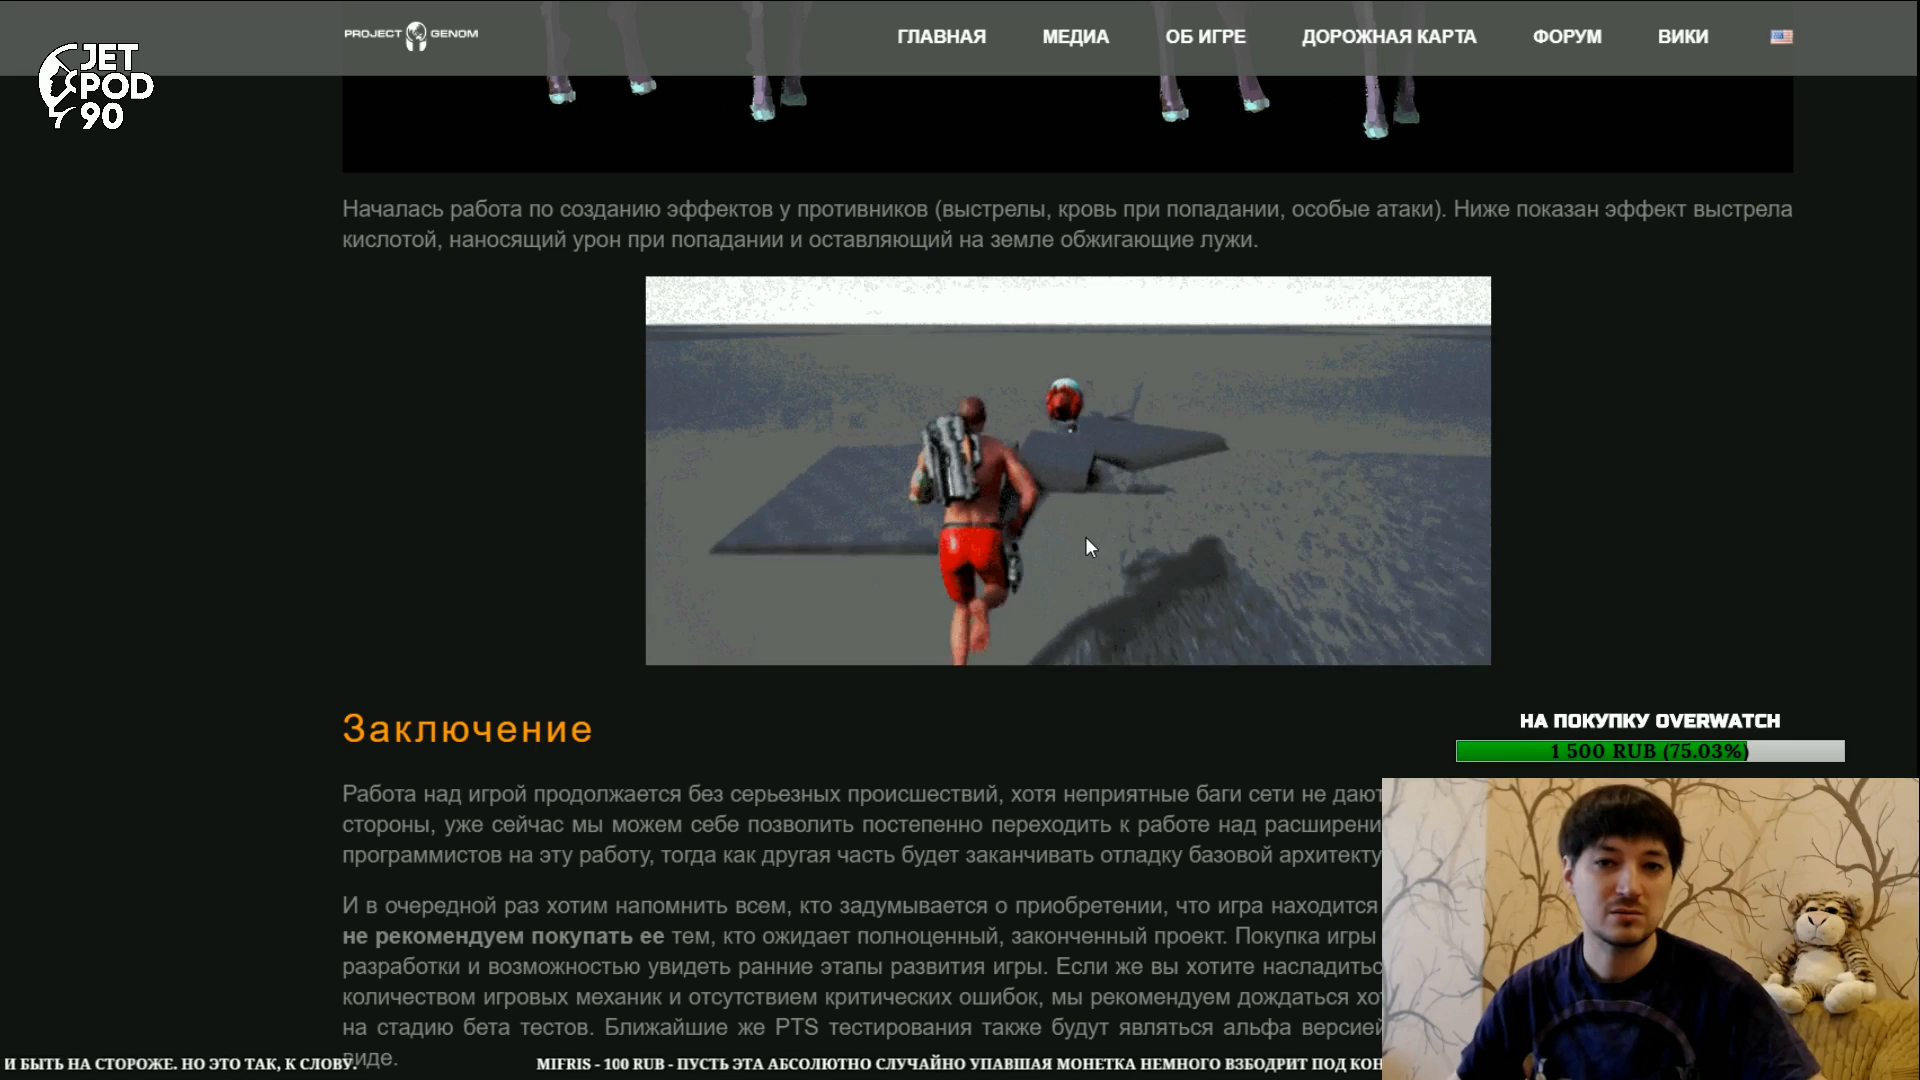 PROJECT GENOM
ГЛАВНАЯ МЕДИА ОБ ИГРЕ ДОРОЖНАЯ КАРТА ФОРУМ ВИКИ
JET
POD
90
Началась работа по созданию эффектов у противников (выстрелы, кровь при попадании, особые атаки). Ниже показан эффект выстрела
кислотой, наносящий урон при попадании и оставляющий на земле обжигающие лужи.
Заключение
НА ПОКУПКУ OVERWATCH
1 500 RUB (75.03%)
Работа над игрой продолжается без серьезных происшествий, хотя неприятные баги сети не дают
стороны, уже сейчас мы можем себе позволить постепенно переходить к работе над расширени
программистов на эту работу, тогда как другая часть будет заканчивать отладку базовой архитекту
И в очередной раз хотим напомнить всем, кто задумывается о приобретении, что игра находится
не рекомендуем покупать ее тем, кто ожидает полноценный, законченный проект. Покупка игры
разработки и возможностью увидеть ранние этапы развития игры. Если же вы хотите насладитьс
количеством игровых механик и отсутствием критических ошибок, мы рекомендуем дождаться хо
на стадию бета тестов. Ближайшие же PTS тестирования также будут являться альфа версией
виде.
И БЫТЬ НА СТОРОЖЕ. НО ЭТО ТАК, К СЛОВУ. MIFRIS - 100 RUB - ПУСТЬ ЭТА АБСОЛЮТНО СЛУЧАЙНО УПАВШАЯ МОНЕТКА НЕМНОГО ВЗБОДРИТ ПОД КОН